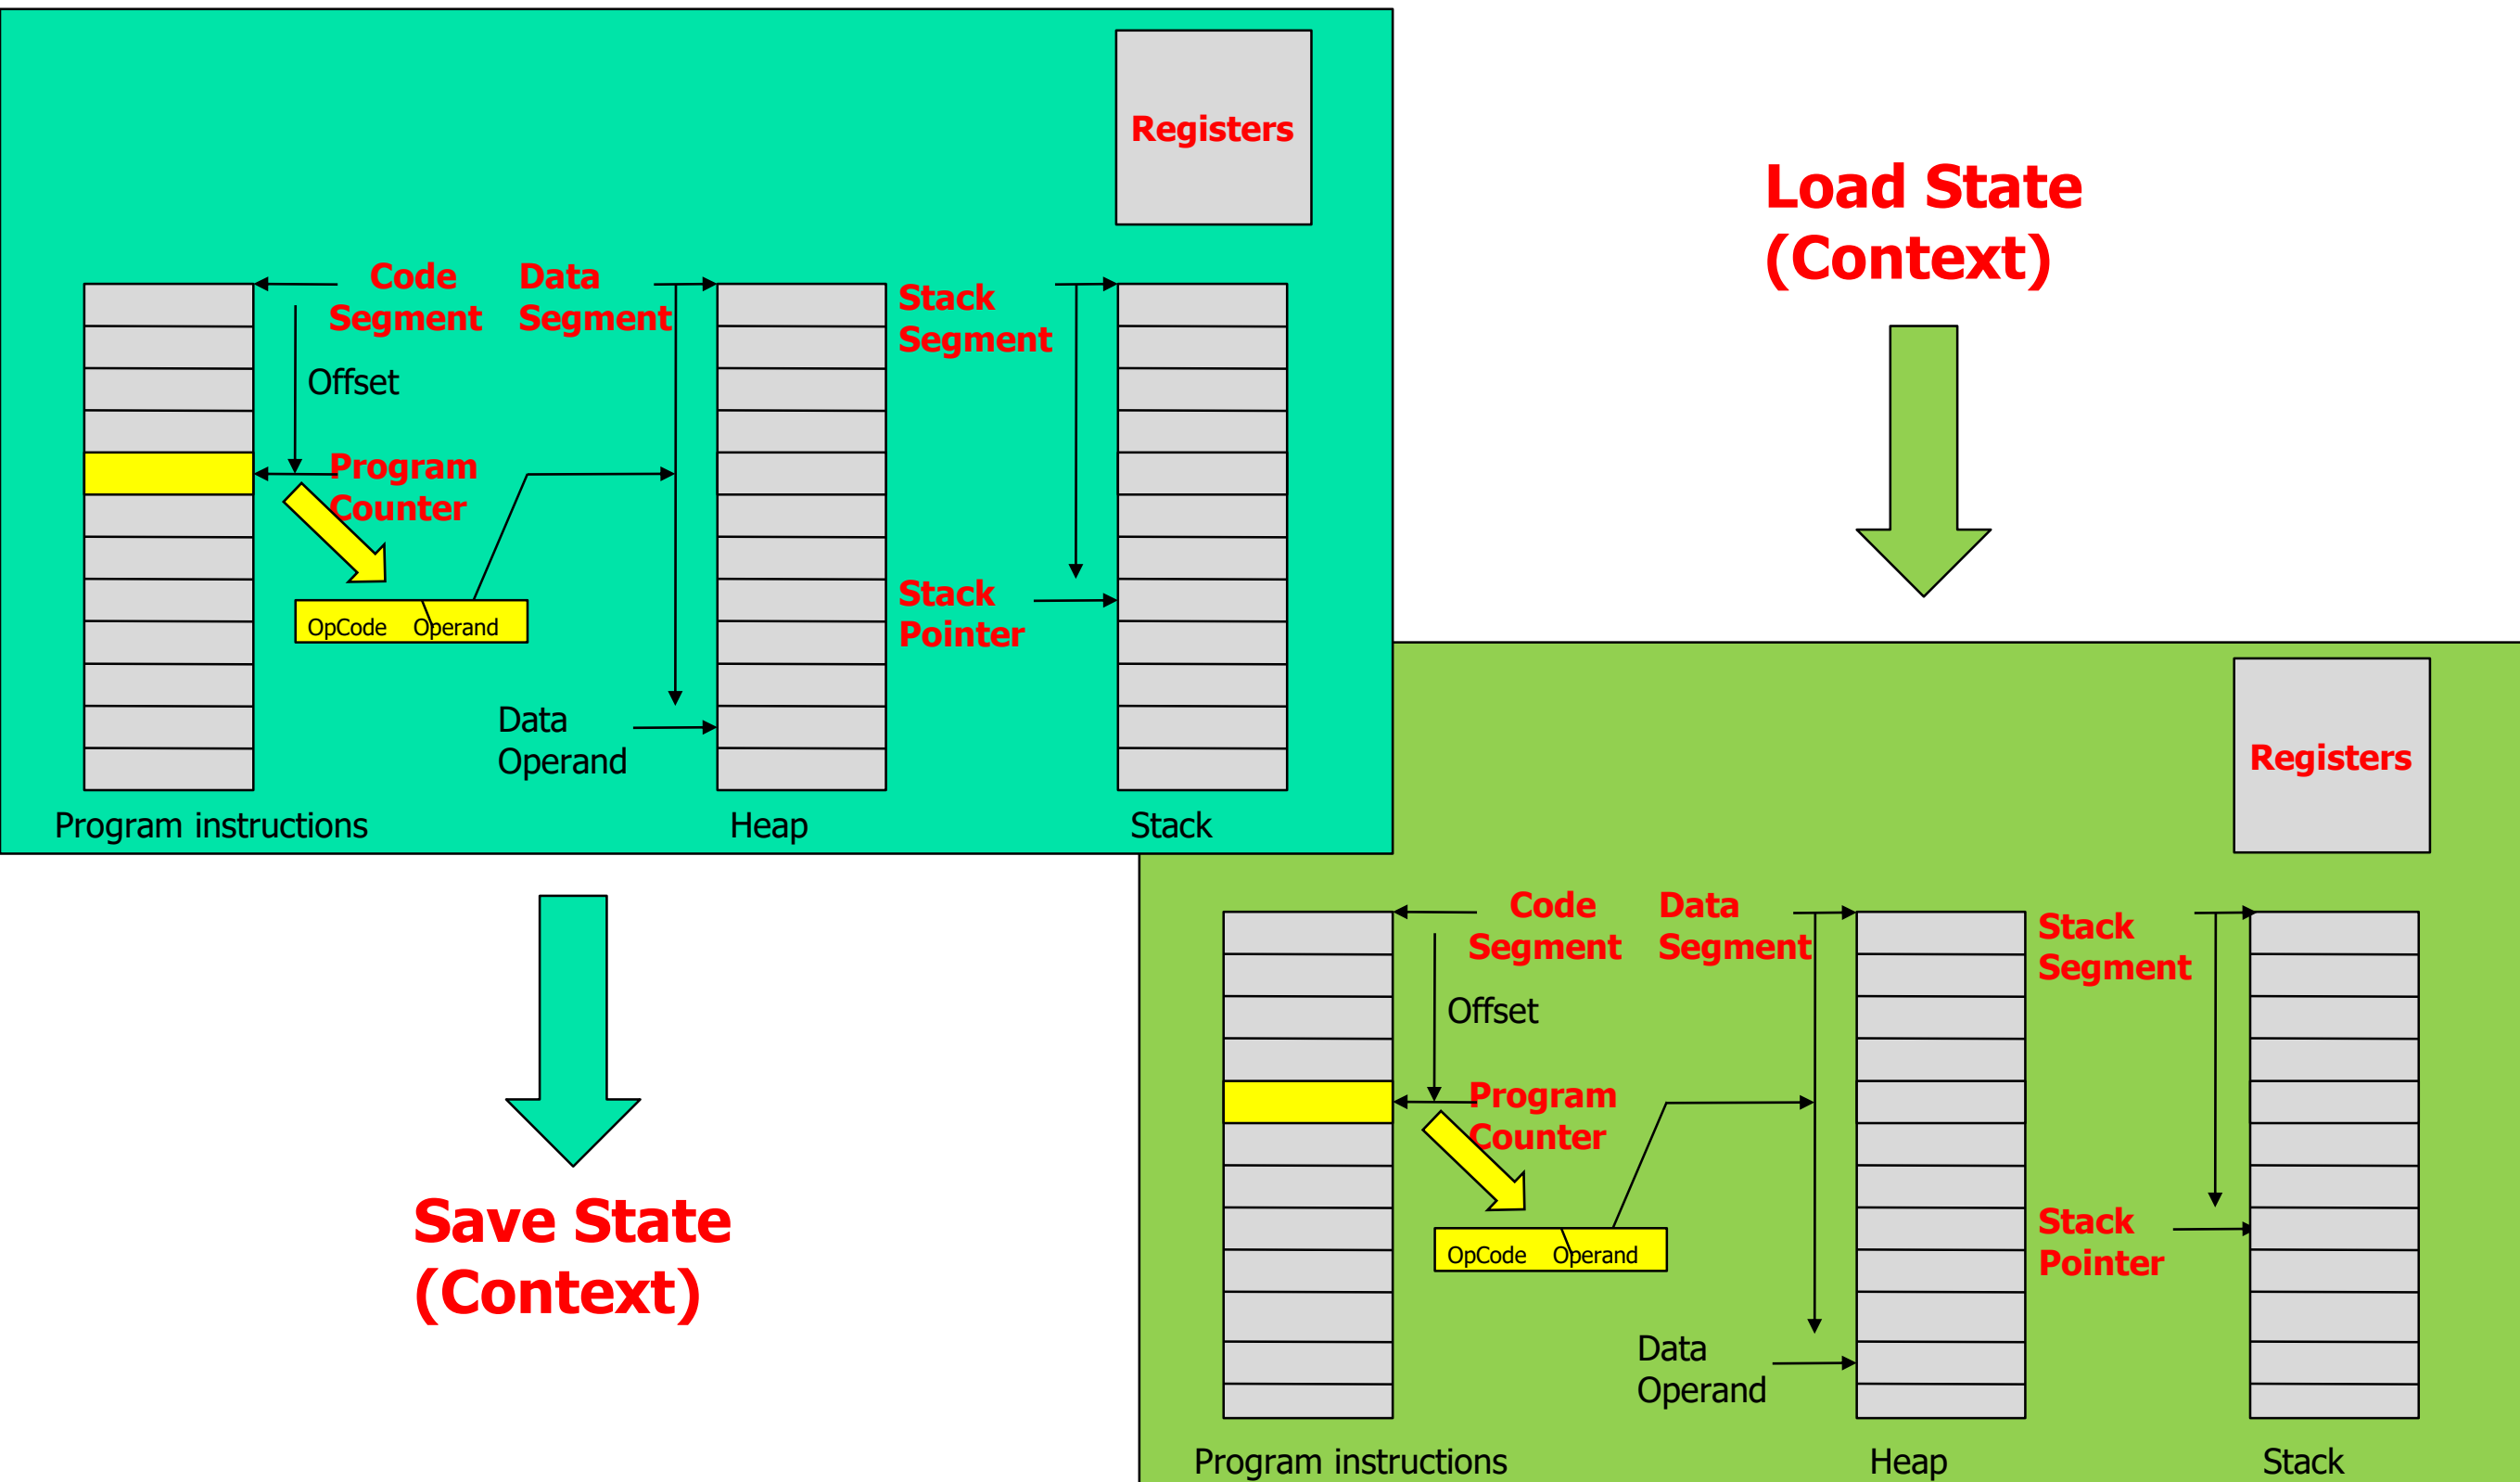 Registers
Load State
(Context)
Code
Segment
Data
Segment
Stack
Segment
Offset
Program
Counter
Stack
Pointer
OpCode
Operand
Data
Operand
Program instructions
Heap
Stack
Registers
Code
Segment
Data
Segment
Stack
Segment
Offset
Program
Counter
Save State
(Context)
Stack
Pointer
OpCode
Operand
Data
Operand
Program instructions
Heap
Stack